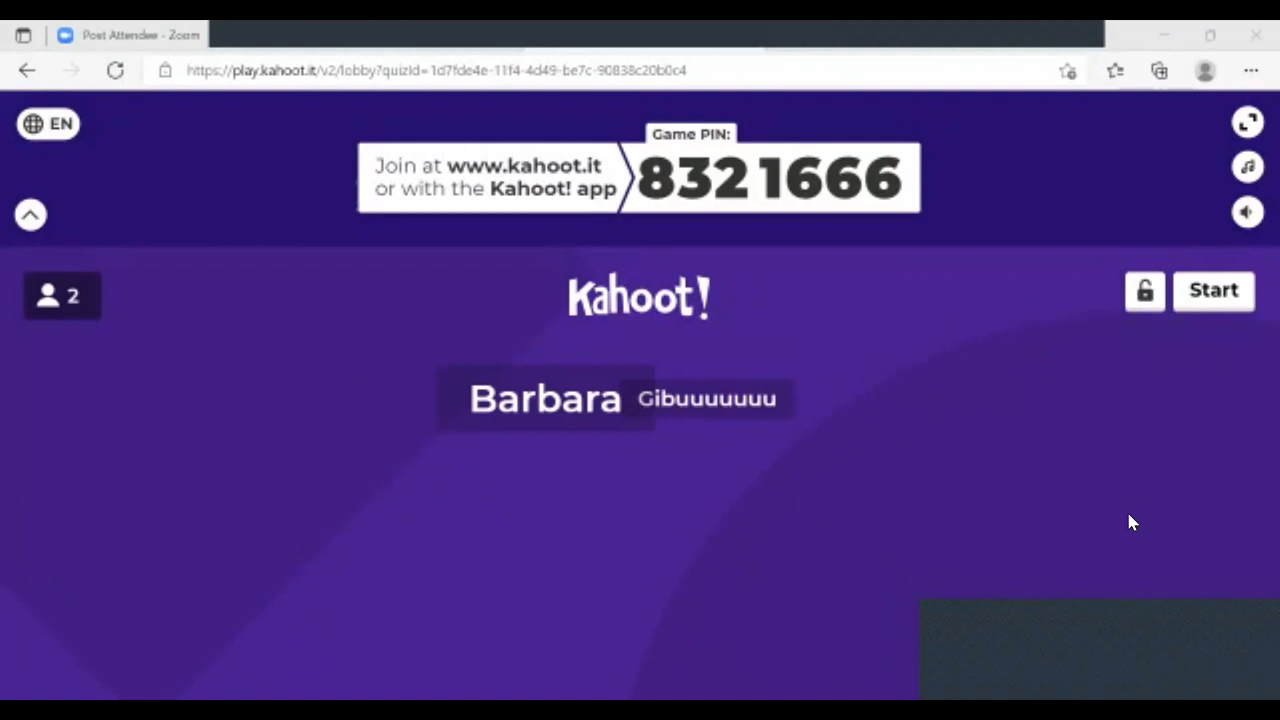 Post Attendee - Zoom
https://play.kahoot.it/v2/lobby?quizId=1d7fde4e-11f4-4d49-be7c-90838c20b0c4
EN
Game PIN:
Join at www.kahoot.it
or with the Kahoot! app
832 1666
2
Kahoot!
Start
Barbara
Gibuuuuuuu